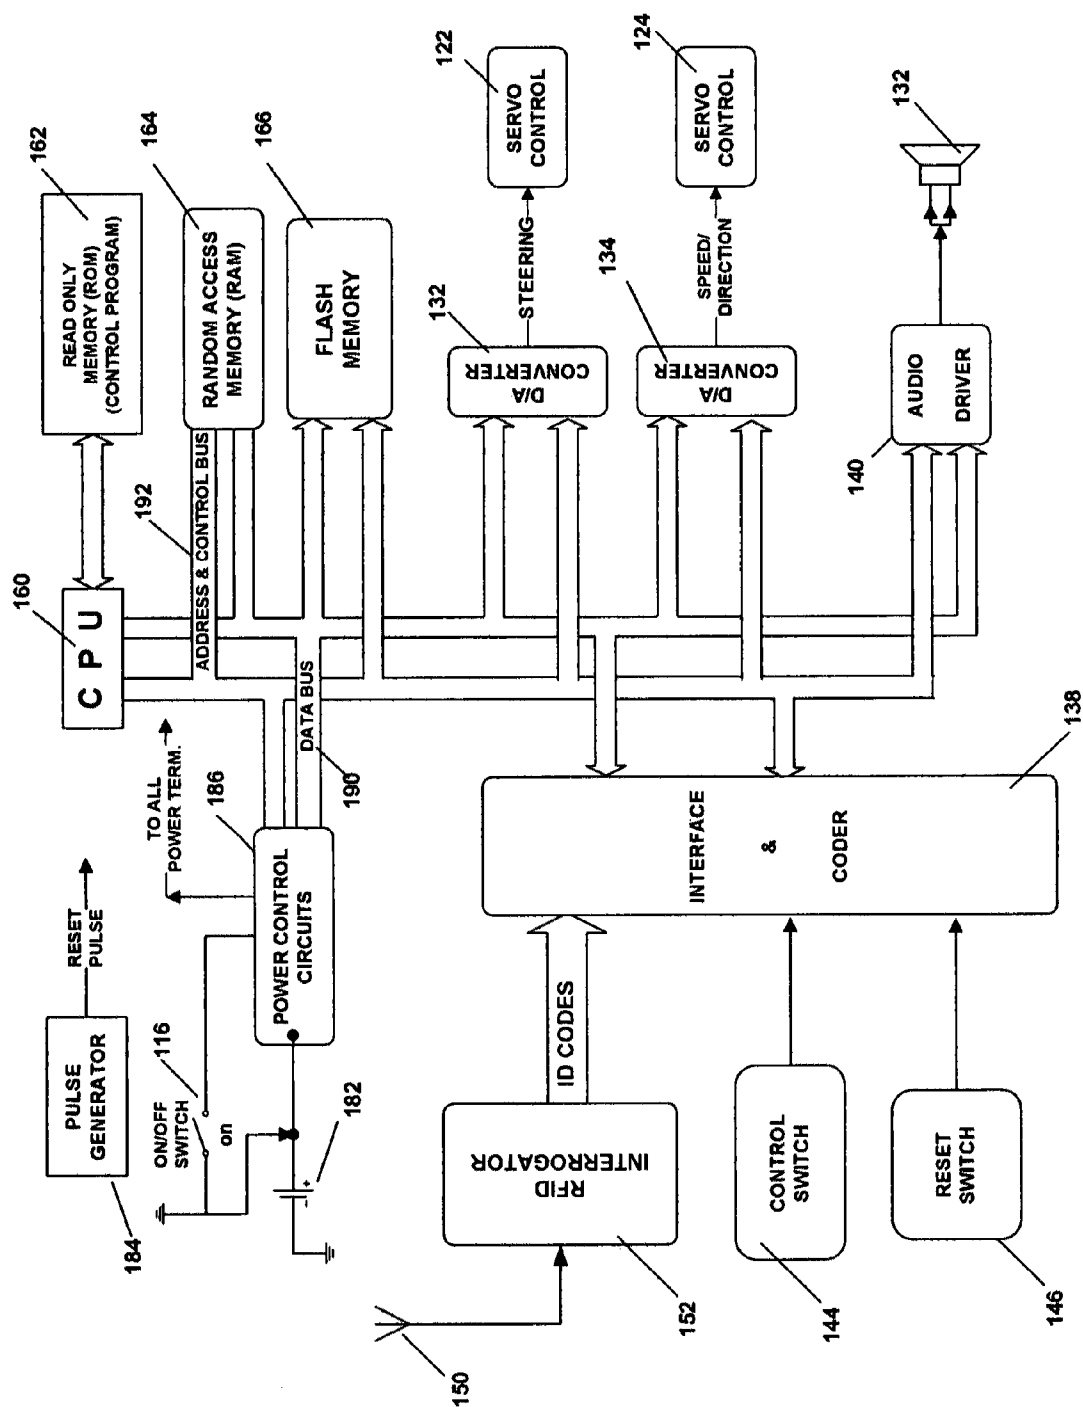 184
PULSE
GENERATOR
RESET
PULSE
160
C P U
162
READ ONLY
MEMORY (ROM)
(CONTROL PROGRAM)
ON/OFF
SWITCH
116
on
TO ALL
POWER TERM.
186
192
ADDRESS & CONTROL BUS
164
RANDOM ACCESS
MEMORY (RAM)
182
- +
POWER CONTROL
CIRCUITS
DATA BUS
190
166
FLASH
MEMORY
150
152
RFID
INTERROGATOR
ID CODES
132
D/A
CONVERTER
STEERING
122
SERVO
CONTROL
134
D/A
CONVERTER
SPEED/
DIRECTION
124
SERVO
CONTROL
INTERFACE
&
CODER
138
144
CONTROL
SWITCH
146
RESET
SWITCH
140
AUDIO
DRIVER
132